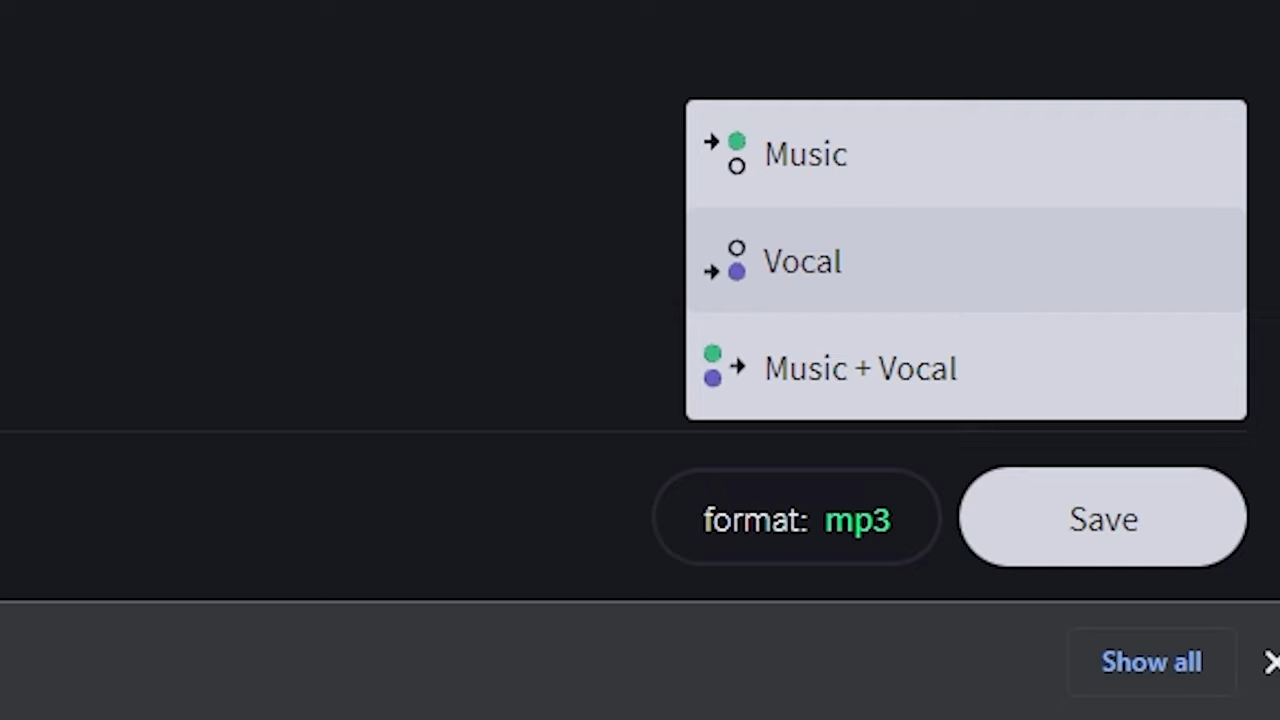 Music
Vocal
Music + Vocal
format: mp3
Save
Show all